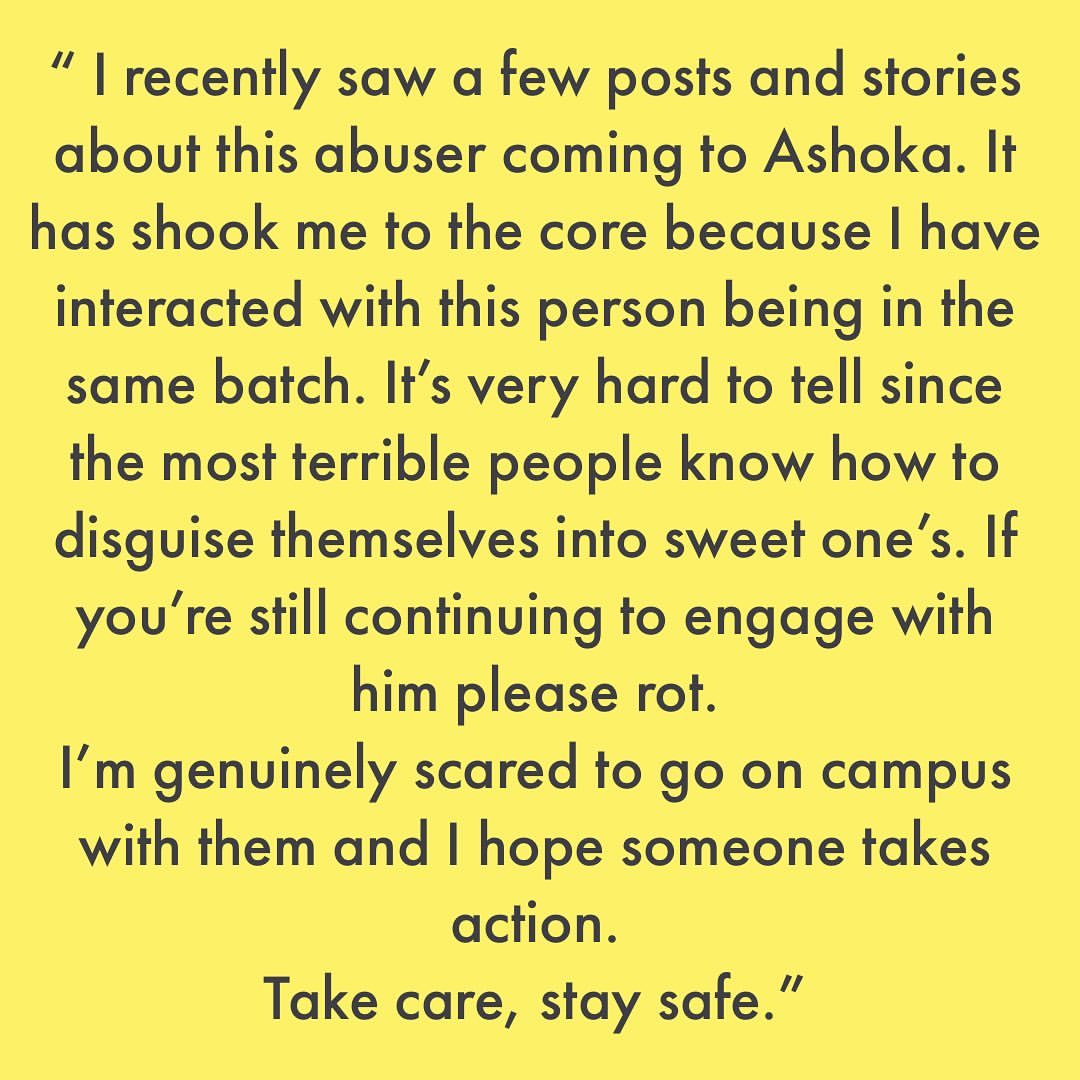 “ I recently saw a few posts and stories
about this abuser coming to Ashoka. It
has shook me to the core because I have
interacted with this person being in the
same batch. It’s very hard to tell since
the most terrible people know how to
disguise themselves into sweet one’s. If
you’re still continuing to engage with
him please rot.
I’m genuinely scared to go on campus
with them and I hope someone takes
action.
Take care, stay safe.”